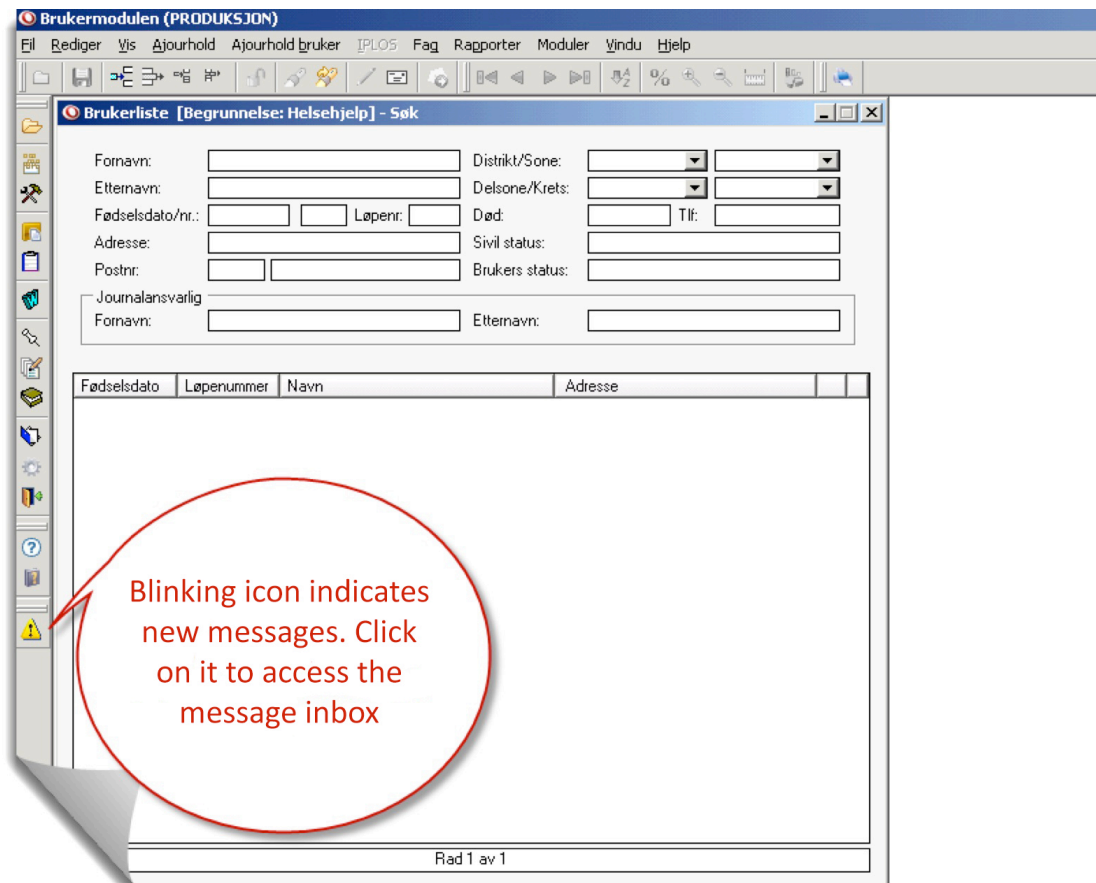 Brukermodulen (PRODUKSJON)
Fil Rediger Vis Ajourhold Ajourhold bruker IPLOS Fag Rapporter Moduler Vindu Hjelp
Brukerliste [Begrunnelse: Helsehjelp] - Søk
Fornavn: Distrikt/Sone:
Etternavn: Delsone/Krets:
Fødselsdato/nr.: Løpenr: Død: Tlf:
Adresse: Sivil status:
Postnr: Brukers status:
Journalansvarlig
Fornavn: Etternavn:
Fødselsdato Løpenummer Navn Adresse
Blinking icon indicates
new messages. Click
on it to access the
message inbox
Rad 1 av 1